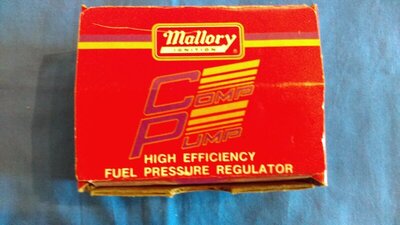 Mallory
IGNITION
®
COMP
PUMP
HIGH EFFICIENCY
FUEL PRESSURE REGULATOR